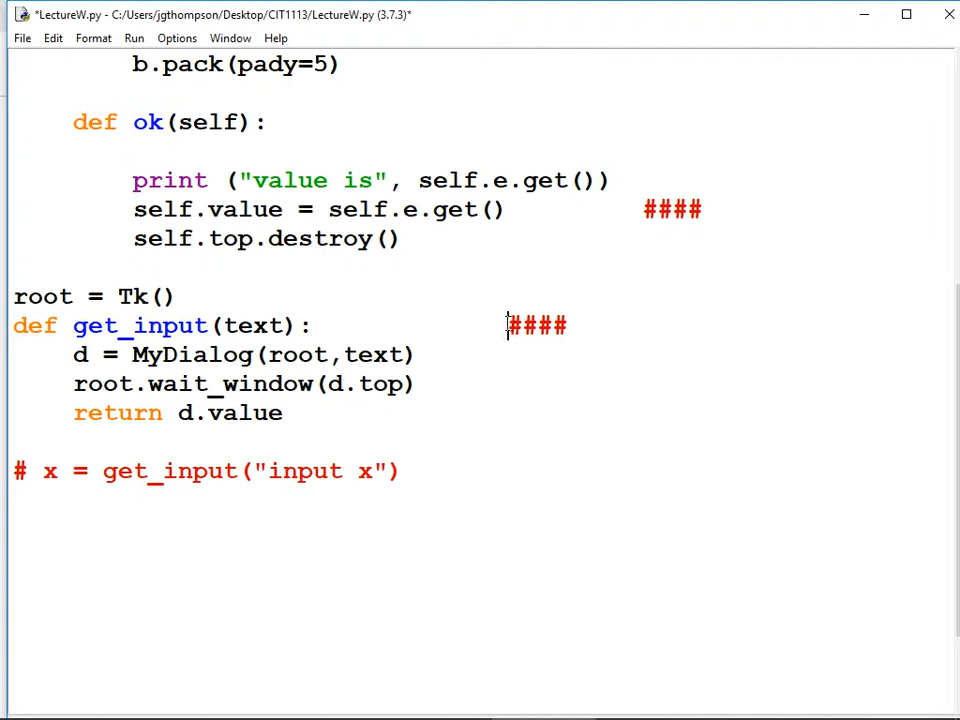 *LectureW.py - C:/Users/jgthompson/Desktop/CIT1113/LectureW.py (3.7.3)*
File Edit Format Run Options Window Help
        b.pack(pady=5)
    def ok(self):
        print ("value is", self.e.get())
        self.value = self.e.get()         ####
        self.top.destroy()
root = Tk()
def get_input(text):             ####
    d = MyDialog(root,text)
    root.wait_window(d.top)
    return d.value
# x = get_input("input x")